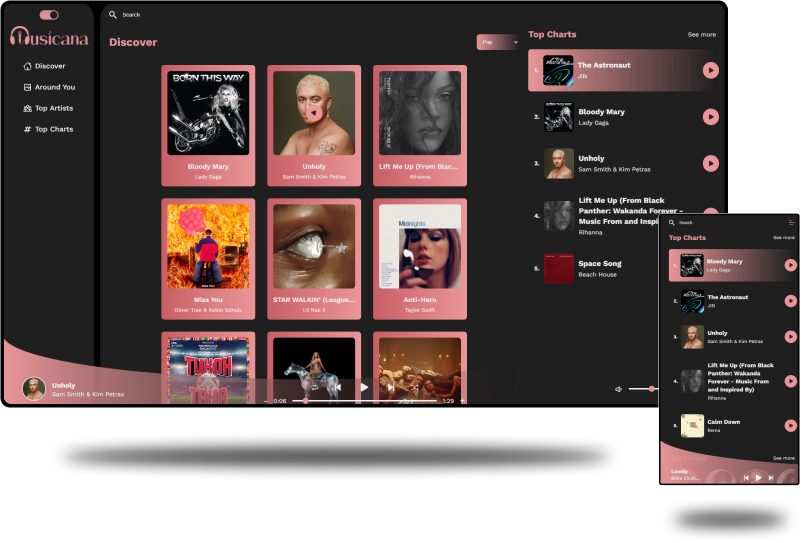 Musicana
Discover
Around You
Top Artists
Top Charts
Search
Discover
Pop
BORN THIS WAY
Bloody Mary
Lady Gaga
Unholy
Sam Smith & Kim Petras
Lift Me Up (From Blac...
Rihanna
MISS YOU
Miss You
Oliver Tree & Robin Schulz
STAR WALKIN' (League...
Lil Nas X
Midnights
Anti-Hero
Taylor Swift
TUKOH
TAKA
Top Charts
See more
1.
The Astronaut
JIN
2.
Bloody Mary
Lady Gaga
3.
Unholy
Sam Smith & Kim Petras
4.
Lift Me Up (From Black
Panther: Wakanda Forever -
Music From and Inspi
Rihanna
5.
Space Song
Beach House
Unholy
Sam Smith & Kim Petras
- 0:06
1:29 +
Search
Top Charts
See more
1.
Bloody Mary
Lady Gaga
2.
The Astronaut
JIN
3.
Unholy
Sam Smith & Kim Petras
4.
Lift Me Up (From Black
Panther: Wakanda
Forever - Music From
and Inspired By)
Rihanna
5.
Calm Down
Rema
See more
Lovely
Billie Eilish...